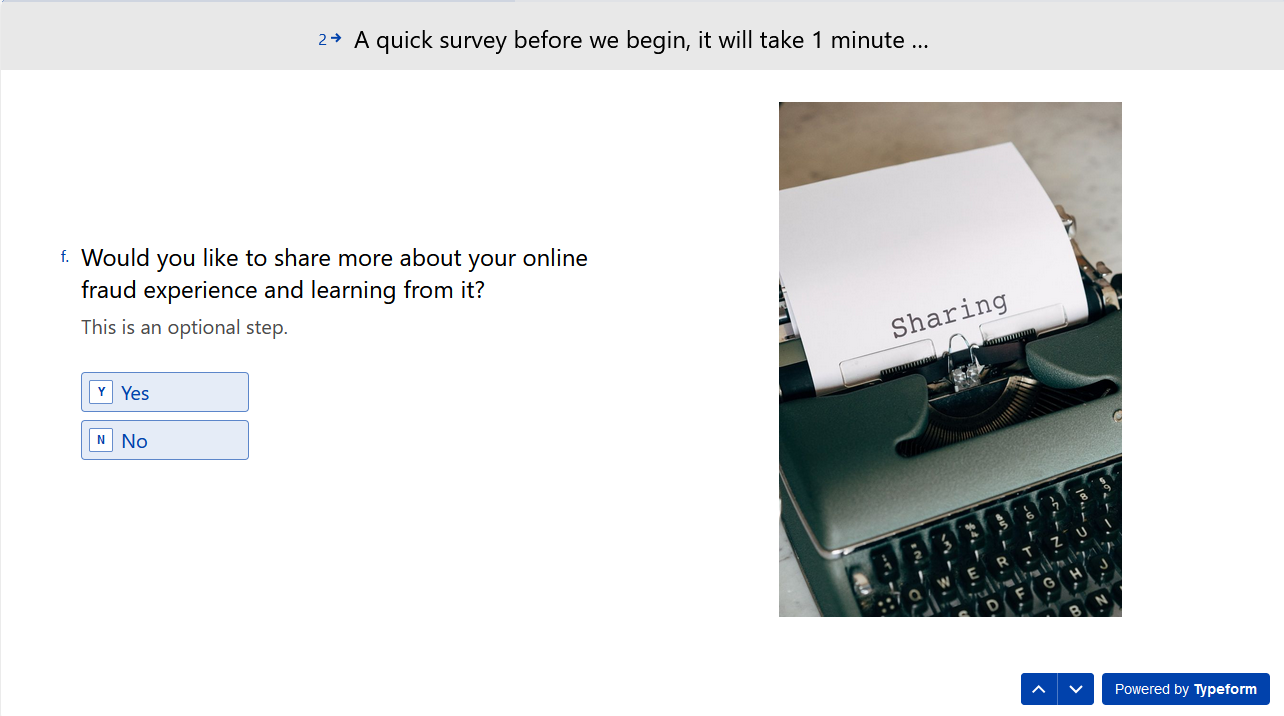 2→ A quick survey before we begin, it will take 1 minute ...
f. Would you like to share more about your online
fraud experience and learning from it?
This is an optional step.
Y Yes
N No
Sharing
Q W E R T Z U I
D F G H J
B N
Powered by Typeform